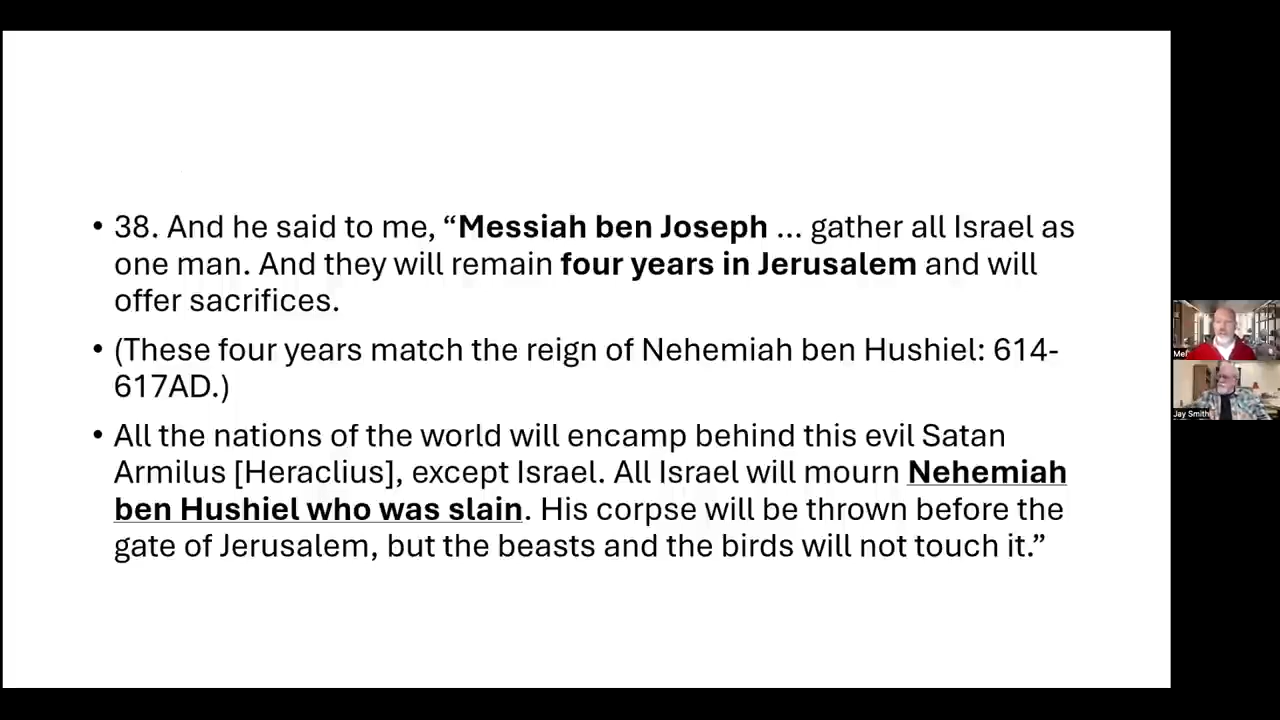 • 38. And he said to me, “Messiah ben Joseph ... gather all Israel as
one man. And they will remain four years in Jerusalem and will
offer sacrifices.
• (These four years match the reign of Nehemiah ben Hushiel: 614-
617AD.)
• All the nations of the world will encamp behind this evil Satan
Armilus [Heraclius], except Israel. All Israel will mourn Nehemiah
ben Hushiel who was slain. His corpse will be thrown before the
gate of Jerusalem, but the beasts and the birds will not touch it.”
Mel
Jay Smith